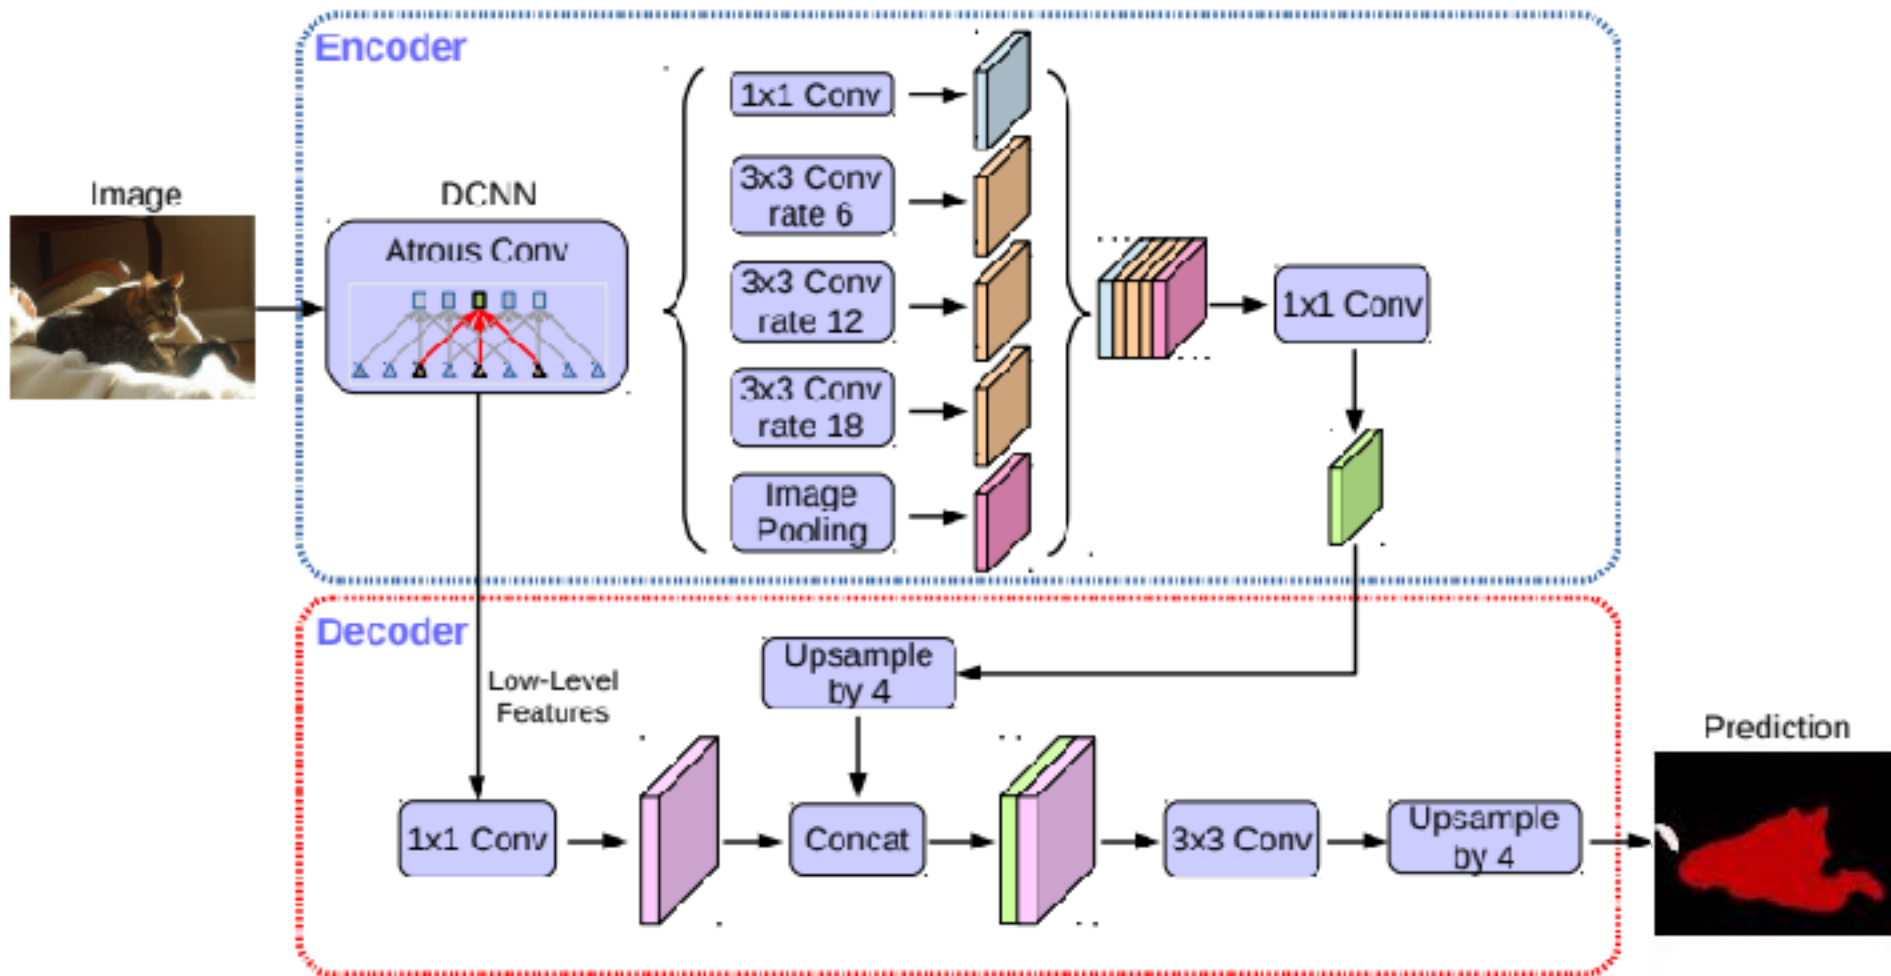 Encoder
Image
DCNN
Atrous Conv
1x1 Conv
3x3 Conv
rate 6
3x3 Conv
rate 12
3x3 Conv
rate 18
Image
Pooling
1x1 Conv
Decoder
Low-Level
Features
Upsample
by 4
1x1 Conv
Concat
3x3 Conv
Upsample
by 4
Prediction